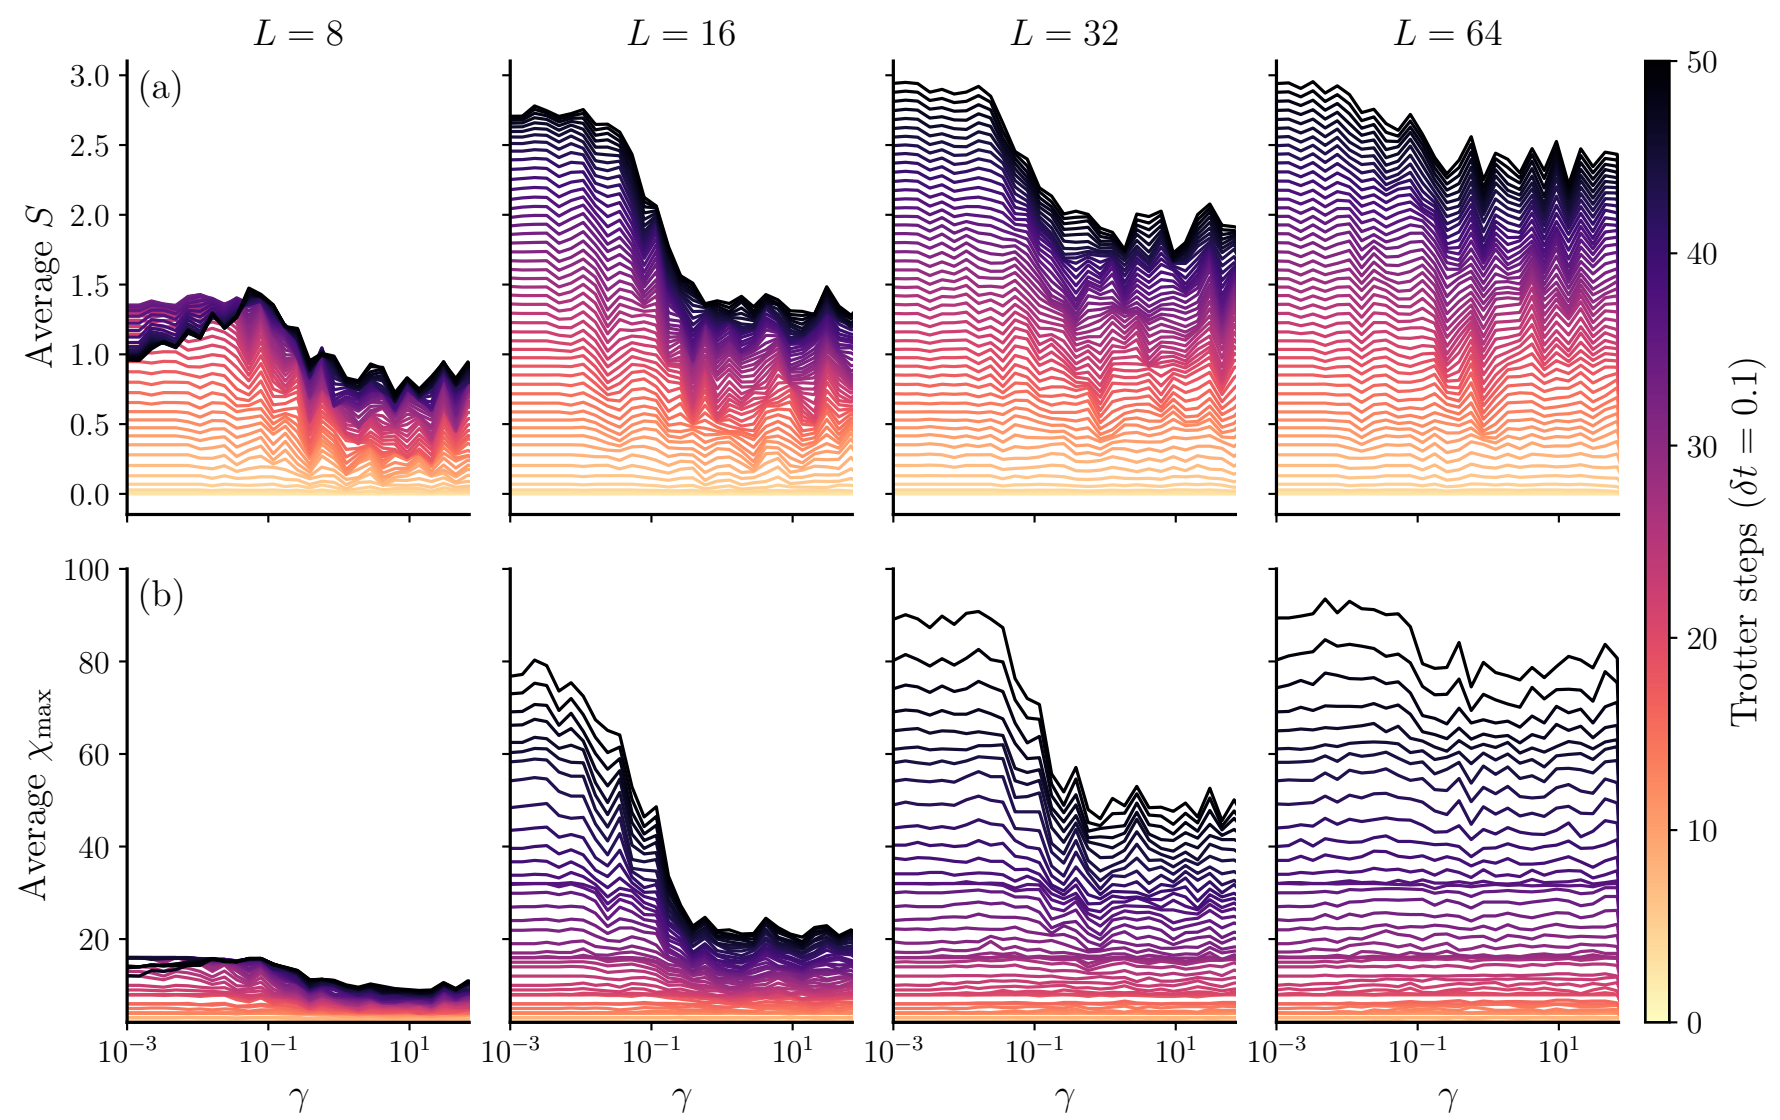 L = 8 L = 16 L = 32 L = 64
(a)
3.0
2.5
2.0
1.5
1.0
0.5
0.0
Average S
(b)
100
80
60
40
20
Average χmax
10⁻³ 10⁻¹ 10¹ 10⁻³ 10⁻¹ 10¹ 10⁻³ 10⁻¹ 10¹ 10⁻³ 10⁻¹ 10¹
γ γ γ γ
50
40
30
20
10
0
Trotter steps (δt = 0.1)